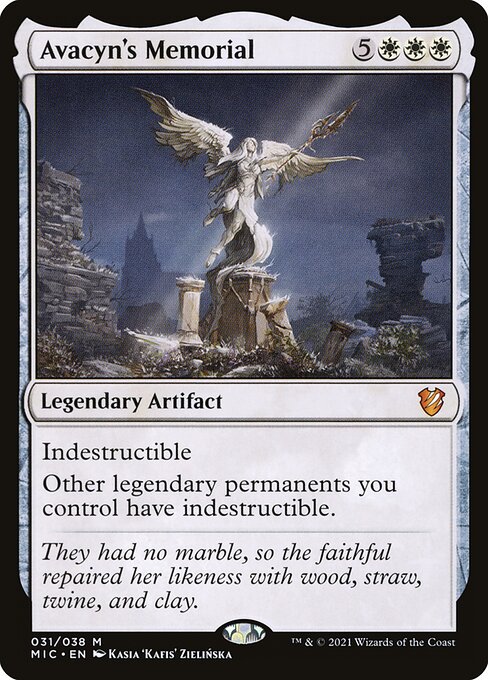 Avacyn's Memorial 5
Legendary Artifact
Indestructible
Other legendary permanents you
control have indestructible.
They had no marble, so the faithful
repaired her likeness with wood, straw,
twine, and clay.
031/038 M
MIC • EN Kasia 'Kafis' Zielińska
™ & © 2021 Wizards of the Coast